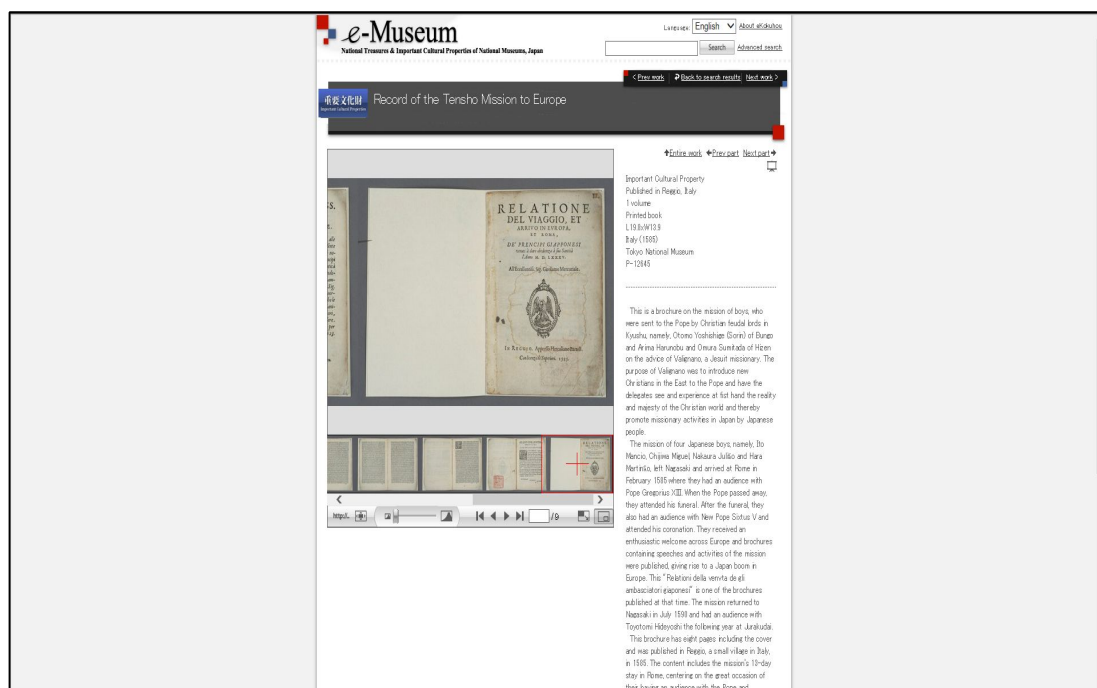 e-Museum
National Treasures & Important Cultural Properties of National Museums, Japan
Language: English About eKokuhou
Search Advanced search
< Prev work Back to search results Next work >
重要文化財
Important Cultural Properties
Record of the Tensho Mission to Europe
Entire work Prev part Next part
Important Cultural Property
Published in Reggio, Italy
1 volume
Printed book
L19.8xW13.9
Italy (1585)
Tokyo National Museum
P-12645
This is a brochure on the mission of boys, who
were sent to the Pope by Christian feudal lords in
Kyushu, namely, Otomo Yoshishige (Sorin) of Bungo
and Arima Harunobu and Omura Sumitada of Hizen
on the advice of Valignano, a Jesuit missionary. The
purpose of Valignano was to introduce new
Christians in the East to the Pope and have the
delegates see and experience at fist hand the reality
and majesty of the Christian world and thereby
promote missionary activities in Japan by Japanese
people.
The mission of four Japanese boys, namely, Ito
Mancio, Chijiwa Miguel, Nakaura Julião and Hara
Martinão, left Nagasaki and arrived at Rome in
February 1585 where they had an audience with
Pope Gregorius XIII. When the Pope passed away,
they attended his funeral. After the funeral, they
also had an audience with New Pope Sixtus V and
attended his coronation. They received an
enthusiastic welcome across Europe and brochures
containing speeches and activities of the mission
were published, giving rise to a Japan boom in
Europe. This "Relationi della venvta de gli
ambasciatori giaponesi" is one of the brochures
published at that time. The mission returned to
Nagasaki in July 1590 and had an audience with
Toyotomi Hideyoshi the following year at Jurakudai.
This brochure has eight pages including the cover
and was published in Reggio, a small village in Italy,
in 1585. The content includes the mission's 13-day
stay in Rome, centering on the great occasion of
their having an audience with the Pope and
RELATIONE
DEL VIAGGIO, ET
ARRIVO IN EVROPA,
ET ROMA,
DE' PRENCIPI GIAPPONESI
http://.
/9